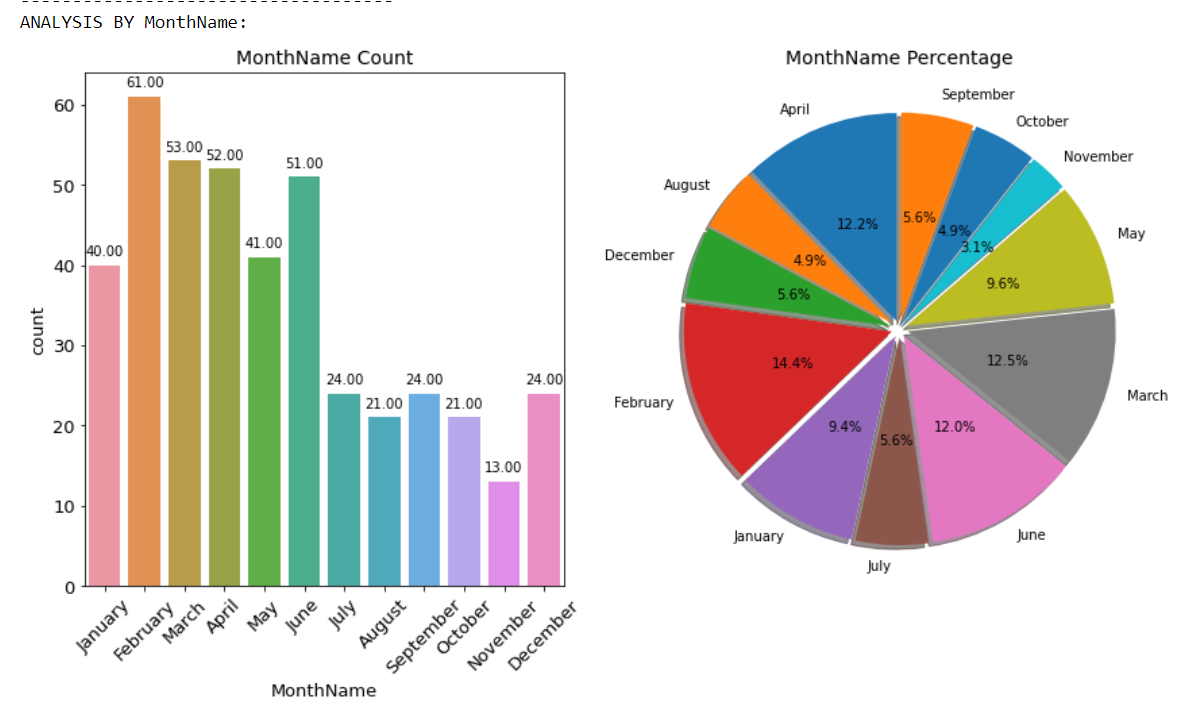 ------------------------------------
ANALYSIS BY MonthName:
MonthName Count
count
60
50
40
30
20
10
0
40.00
61.00
53.00
52.00
41.00
51.00
24.00
21.00
24.00
21.00
13.00
24.00
January
February
March
April
May
June
July
August
September
October
November
December
MonthName
MonthName Percentage
April
12.2%
August
4.9%
December
5.6%
February
14.4%
January
9.4%
July
5.6%
June
12.0%
March
12.5%
May
9.6%
November
3.1%
October
4.9%
September
5.6%